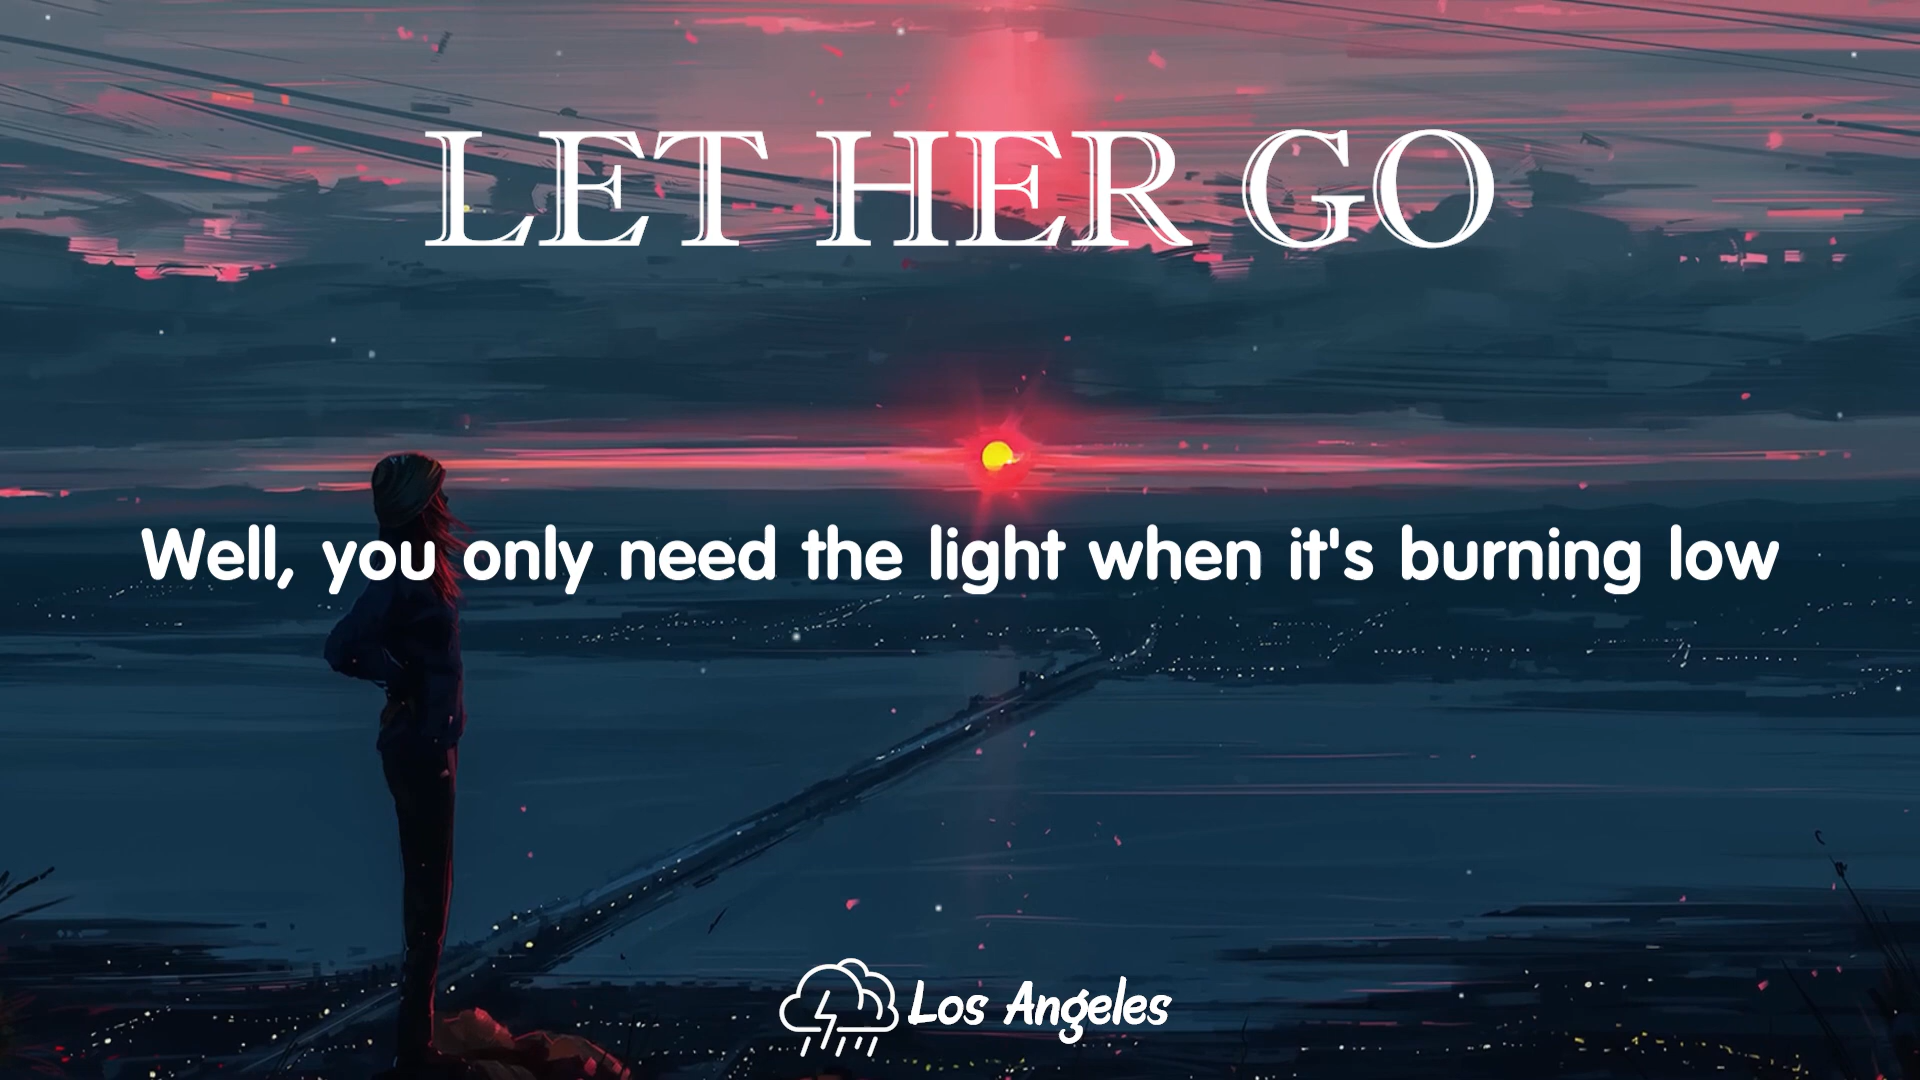 LET HER GO
Well, you only need the light when it's burning low
Los Angeles